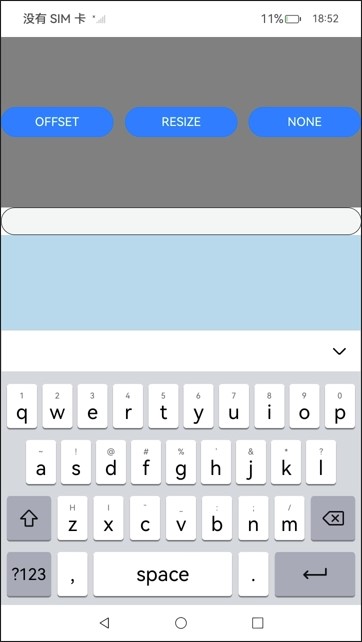 没有 SIM 卡 11% 18:52
OFFSET RESIZE NONE
1 2 3 4 5 6 7 8 9 0
q w e r t y u i o p
~ ! @ # % ' & * ?
a s d f g h j k l
- _ : ; /
z x c v b n m
?123 , space .